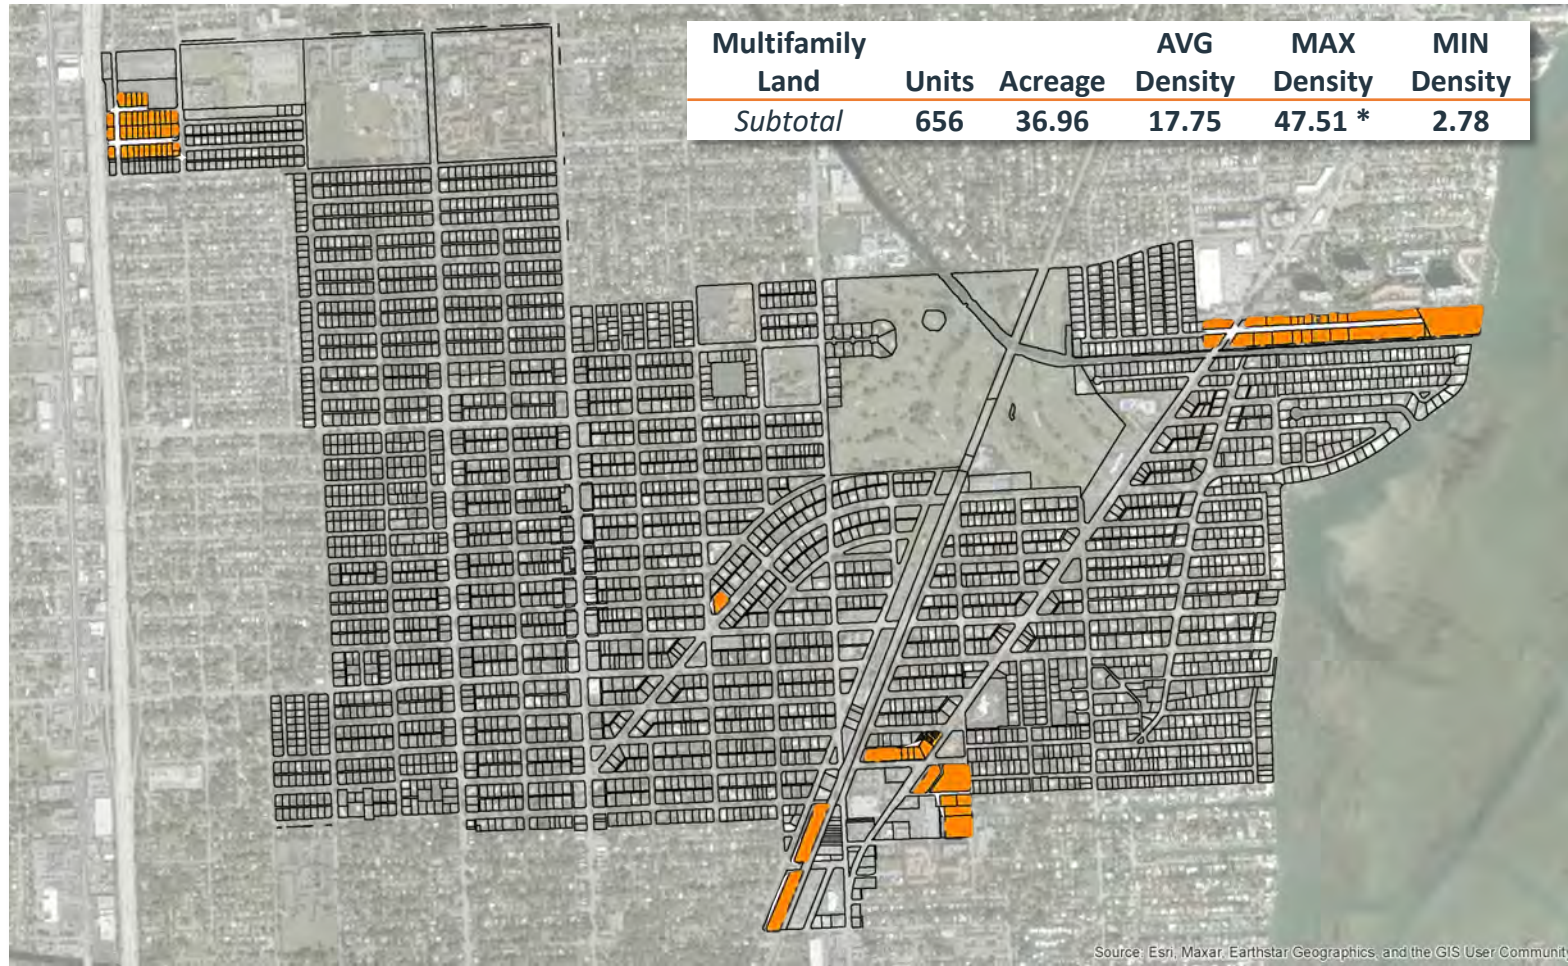 Multifamily Land Units Acreage AVG Density MAX Density MIN Density
Subtotal 656 36.96 17.75 47.51 * 2.78
Source: Esri, Maxar, Earthstar Geographics, and the GIS User Communit